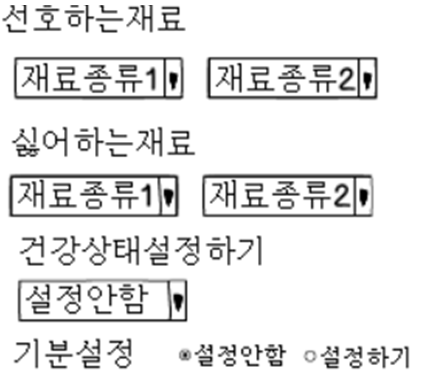 선호하는재료
재료종류1 재료종류2
싫어하는재료
재료종류1 재료종류2
건강상태설정하기
설정안함
기분설정 설정안함 설정하기